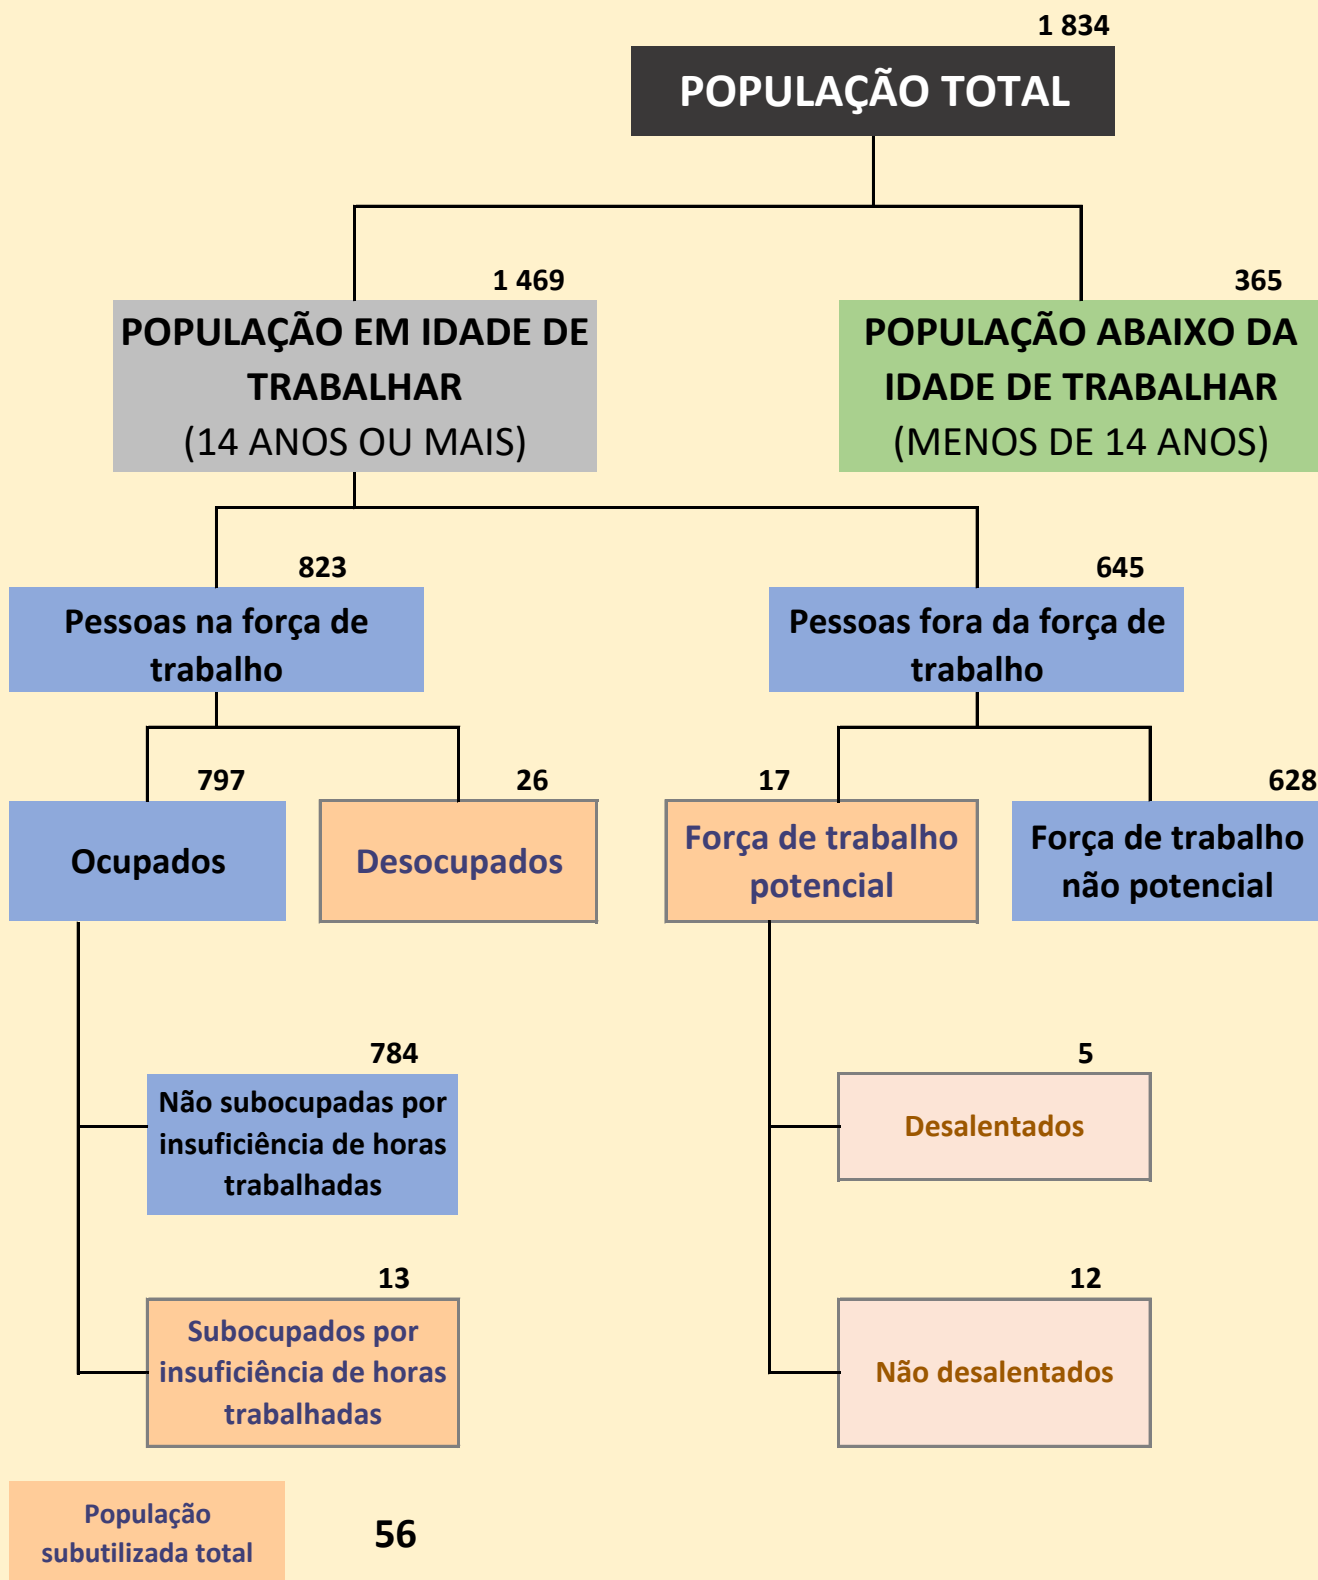 1 834
POPULAÇÃO TOTAL
1 469
POPULAÇÃO EM IDADE DE
TRABALHAR
(14 ANOS OU MAIS)
365
POPULAÇÃO ABAIXO DA
IDADE DE TRABALHAR
(MENOS DE 14 ANOS)
823
Pessoas na força de
trabalho
645
Pessoas fora da força de
trabalho
797
Ocupados
26
Desocupados
17
Força de trabalho
potencial
628
Força de trabalho
não potencial
784
Não subocupadas por
insuficiência de horas
trabalhadas
5
Desalentados
13
Subocupados por
insuficiência de horas
trabalhadas
12
Não desalentados
População
subutilizada total
56